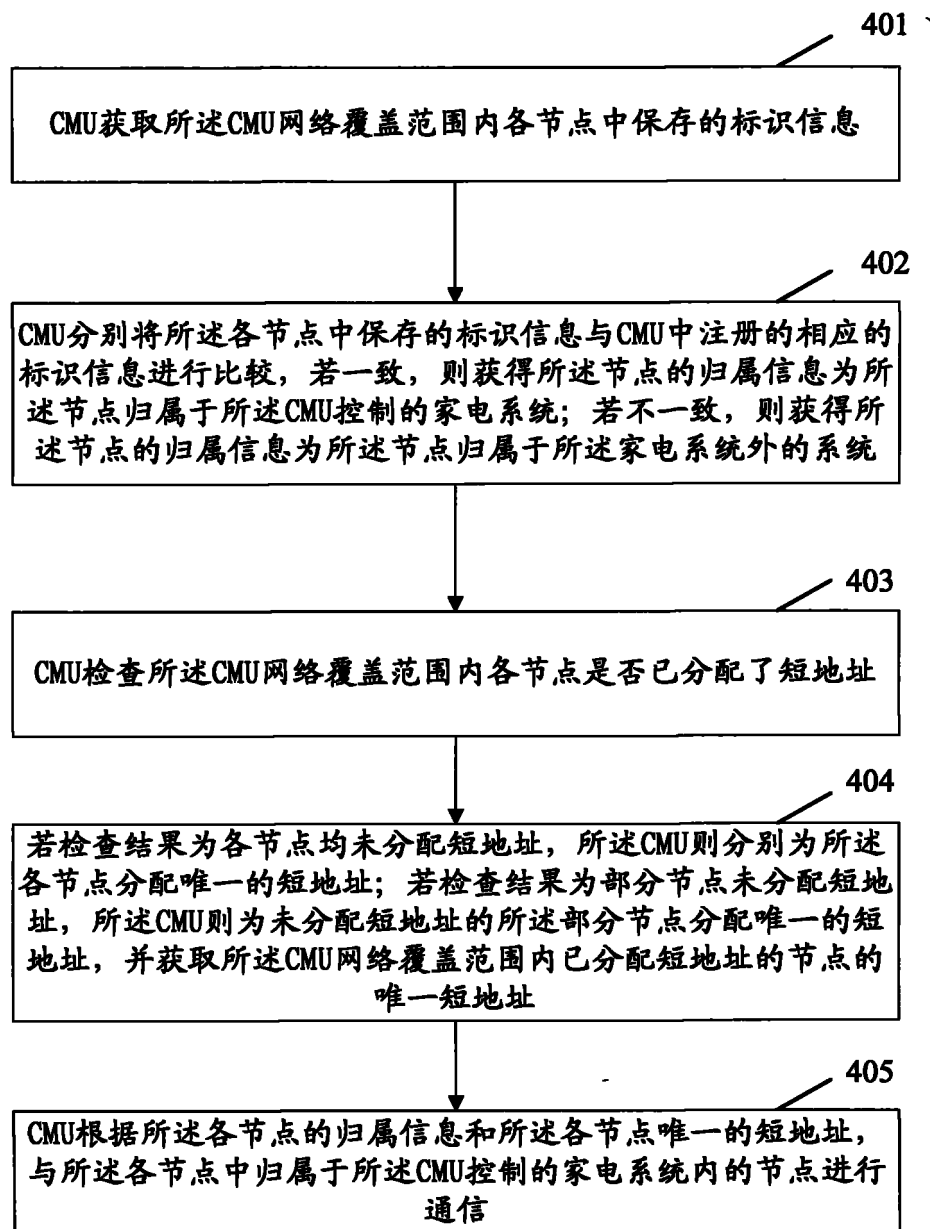 401
CMU获取所述CMU网络覆盖范围内各节点中保存的标识信息
402
CMU分别将所述各节点中保存的标识信息与CMU中注册的相应的
标识信息进行比较，若一致，则获得所述节点的归属信息为所
述节点归属于所述CMU控制的家电系统；若不一致，则获得所
述节点的归属信息为所述节点归属于所述家电系统外的系统
403
CMU检查所述CMU网络覆盖范围内各节点是否已分配了短地址
404
若检查结果为各节点均未分配短地址，所述CMU则分别为所述
各节点分配唯一的短地址；若检查结果为部分节点未分配短地
址，所述CMU则为未分配短地址的所述部分节点分配唯一的短
地址，并获取所述CMU网络覆盖范围内已分配短地址的节点的
唯一短地址
405
CMU根据所述各节点的归属信息和所述各节点唯一的短地址，
与所述各节点中归属于所述CMU控制的家电系统内的节点进行
通信